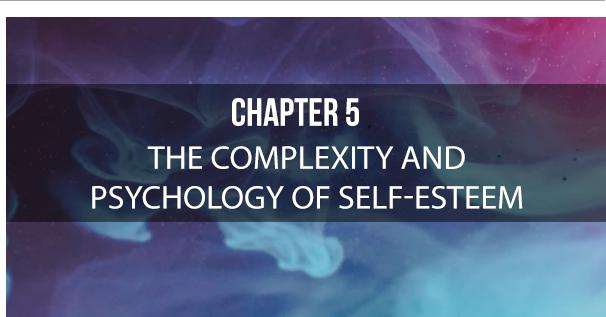 CHAPTER 5
THE COMPLEXITY AND
PSYCHOLOGY OF SELF-ESTEEM